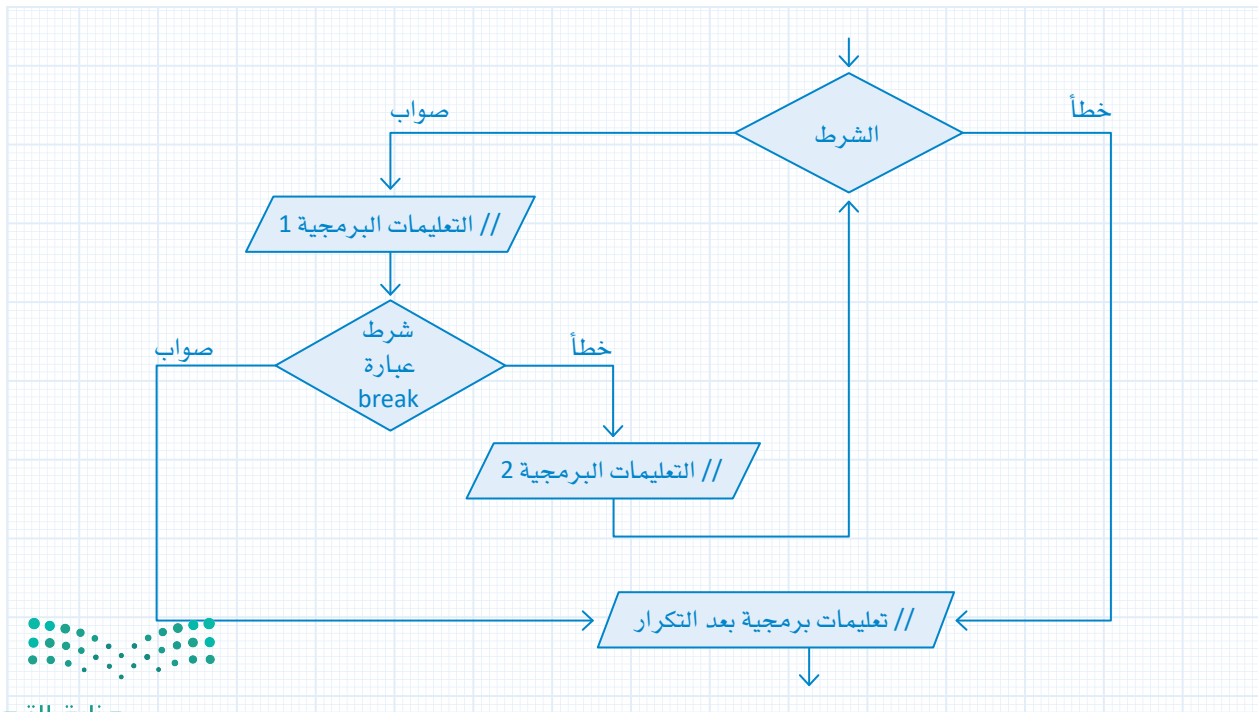 خطأ
صواب
الشرط
// التعليمات البرمجية 1
شرط
عبارة
break
خطأ
صواب
// التعليمات البرمجية 2
// تعليمات برمجية بعد التكرار